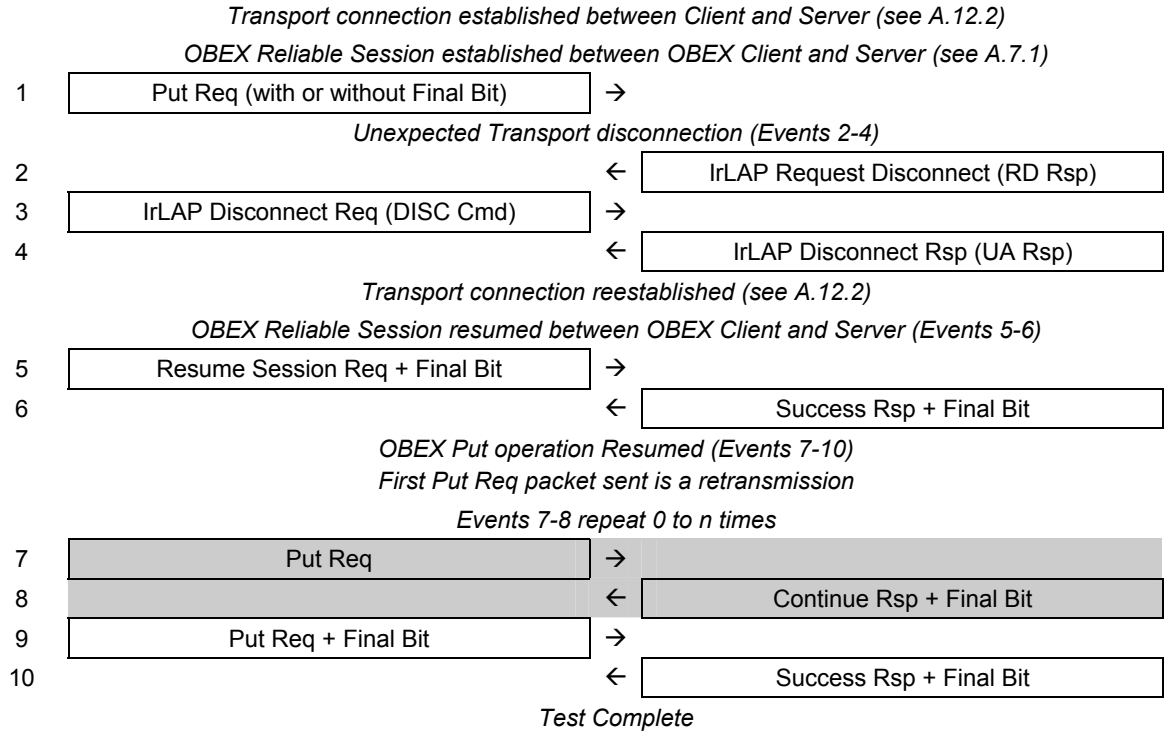 Transport connection established between Client and Server (see A.12.2)
OBEX Reliable Session established between OBEX Client and Server (see A.7.1)
1 Put Req (with or without Final Bit) →
Unexpected Transport disconnection (Events 2-4)
2 ← IrLAP Request Disconnect (RD Rsp)
3 IrLAP Disconnect Req (DISC Cmd) →
4 ← IrLAP Disconnect Rsp (UA Rsp)
Transport connection reestablished (see A.12.2)
OBEX Reliable Session resumed between OBEX Client and Server (Events 5-6)
5 Resume Session Req + Final Bit →
6 ← Success Rsp + Final Bit
OBEX Put operation Resumed (Events 7-10)
First Put Req packet sent is a retransmission
Events 7-8 repeat 0 to n times
7 Put Req →
8 ← Continue Rsp + Final Bit
9 Put Req + Final Bit →
10 ← Success Rsp + Final Bit
Test Complete